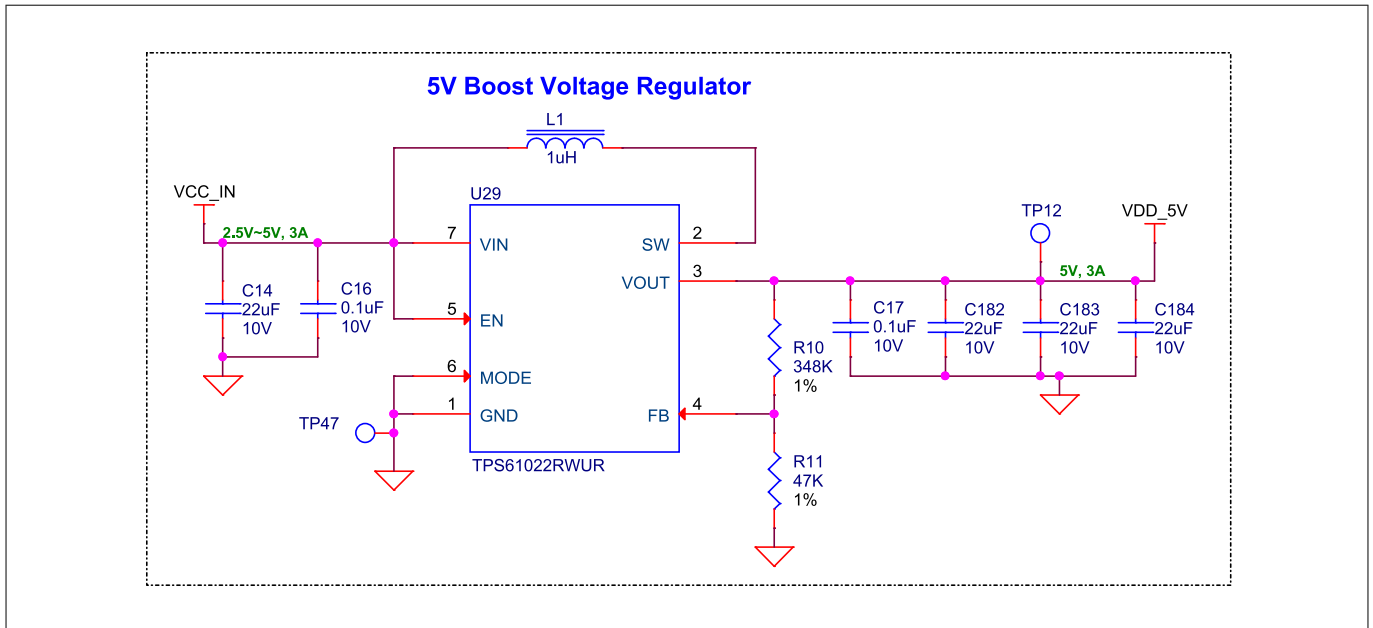 5V Boost Voltage Regulator
L1
1uH
VCC_IN
U29
TP12
VDD_5V
2.5V~5V, 3A
7
VIN
SW
2
5V, 3A
VOUT
3
C14
22uF
10V
C16
0.1uF
10V
5
EN
C17
0.1uF
10V
C182
22uF
10V
C183
22uF
10V
C184
22uF
10V
R10
348K
1%
6
MODE
1
GND
FB
4
TP47
TPS61022RWUR
R11
47K
1%